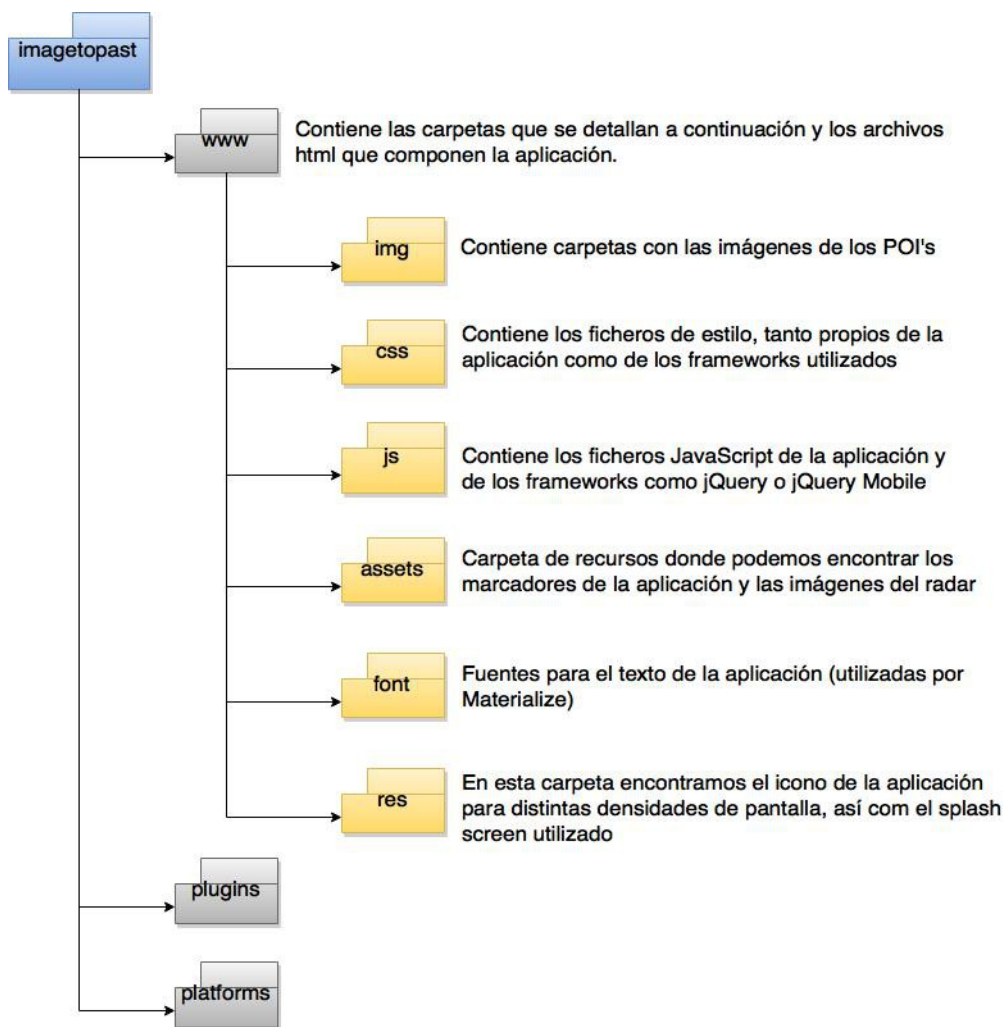 imagetopast
www
Contiene las carpetas que se detallan a continuación y los archivos
html que componen la aplicación.
img
Contiene carpetas con las imágenes de los POI's
css
Contiene los ficheros de estilo, tanto propios de la
aplicación como de los frameworks utilizados
js
Contiene los ficheros JavaScript de la aplicación y
de los frameworks como jQuery o jQuery Mobile
assets
Carpeta de recursos donde podemos encontrar los
marcadores de la aplicación y las imágenes del radar
font
Fuentes para el texto de la aplicación (utilizadas por
Materialize)
res
En esta carpeta encontramos el icono de la aplicación
para distintas densidades de pantalla, así com el splash
screen utilizado
plugins
platforms